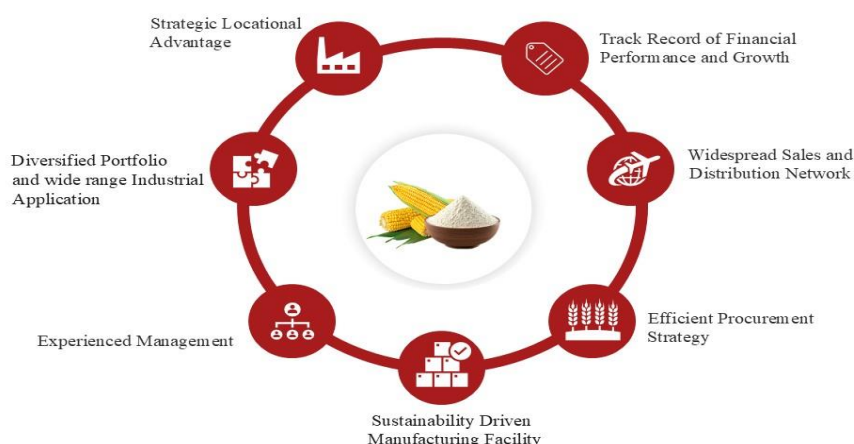 Strategic Locational
Advantage
Track Record of Financial
Performance and Growth
Diversified Portfolio
and wide range Industrial
Application
Widespread Sales and
Distribution Network
Experienced Management
Efficient Procurement
Strategy
Sustainability Driven
Manufacturing Facility